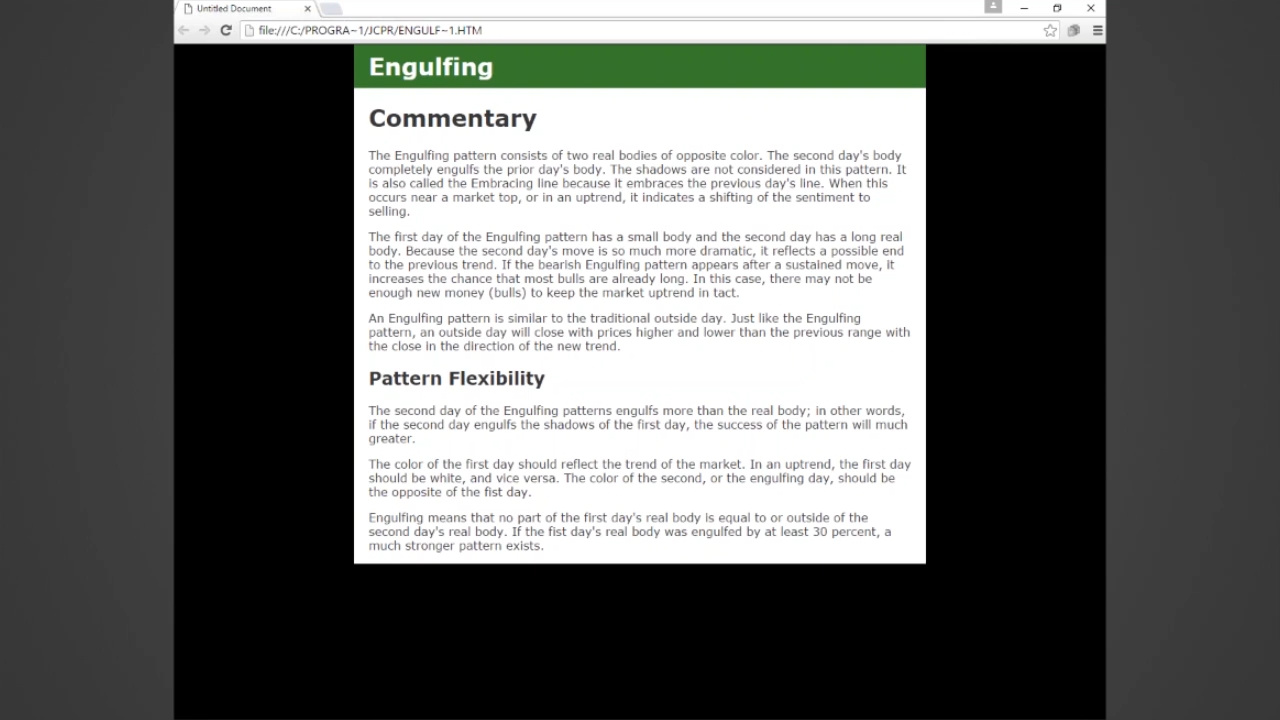 Untitled Document
file:///C:/PROGRA~1/JCPR/ENGULF~1.HTM
Engulfing
Commentary
The Engulfing pattern consists of two real bodies of opposite color. The second day's body
completely engulfs the prior day's body. The shadows are not considered in this pattern. It
is also called the Embracing line because it embraces the previous day's line. When this
occurs near a market top, or in an uptrend, it indicates a shifting of the sentiment to
selling.
The first day of the Engulfing pattern has a small body and the second day has a long real
body. Because the second day's move is so much more dramatic, it reflects a possible end
to the previous trend. If the bearish Engulfing pattern appears after a sustained move, it
increases the chance that most bulls are already long. In this case, there may not be
enough new money (bulls) to keep the market uptrend in tact.
An Engulfing pattern is similar to the traditional outside day. Just like the Engulfing
pattern, an outside day will close with prices higher and lower than the previous range with
the close in the direction of the new trend.
Pattern Flexibility
The second day of the Engulfing patterns engulfs more than the real body; in other words,
if the second day engulfs the shadows of the first day, the success of the pattern will much
greater.
The color of the first day should reflect the trend of the market. In an uptrend, the first day
should be white, and vice versa. The color of the second, or the engulfing day, should be
the opposite of the fist day.
Engulfing means that no part of the first day's real body is equal to or outside of the
second day's real body. If the fist day's real body was engulfed by at least 30 percent, a
much stronger pattern exists.